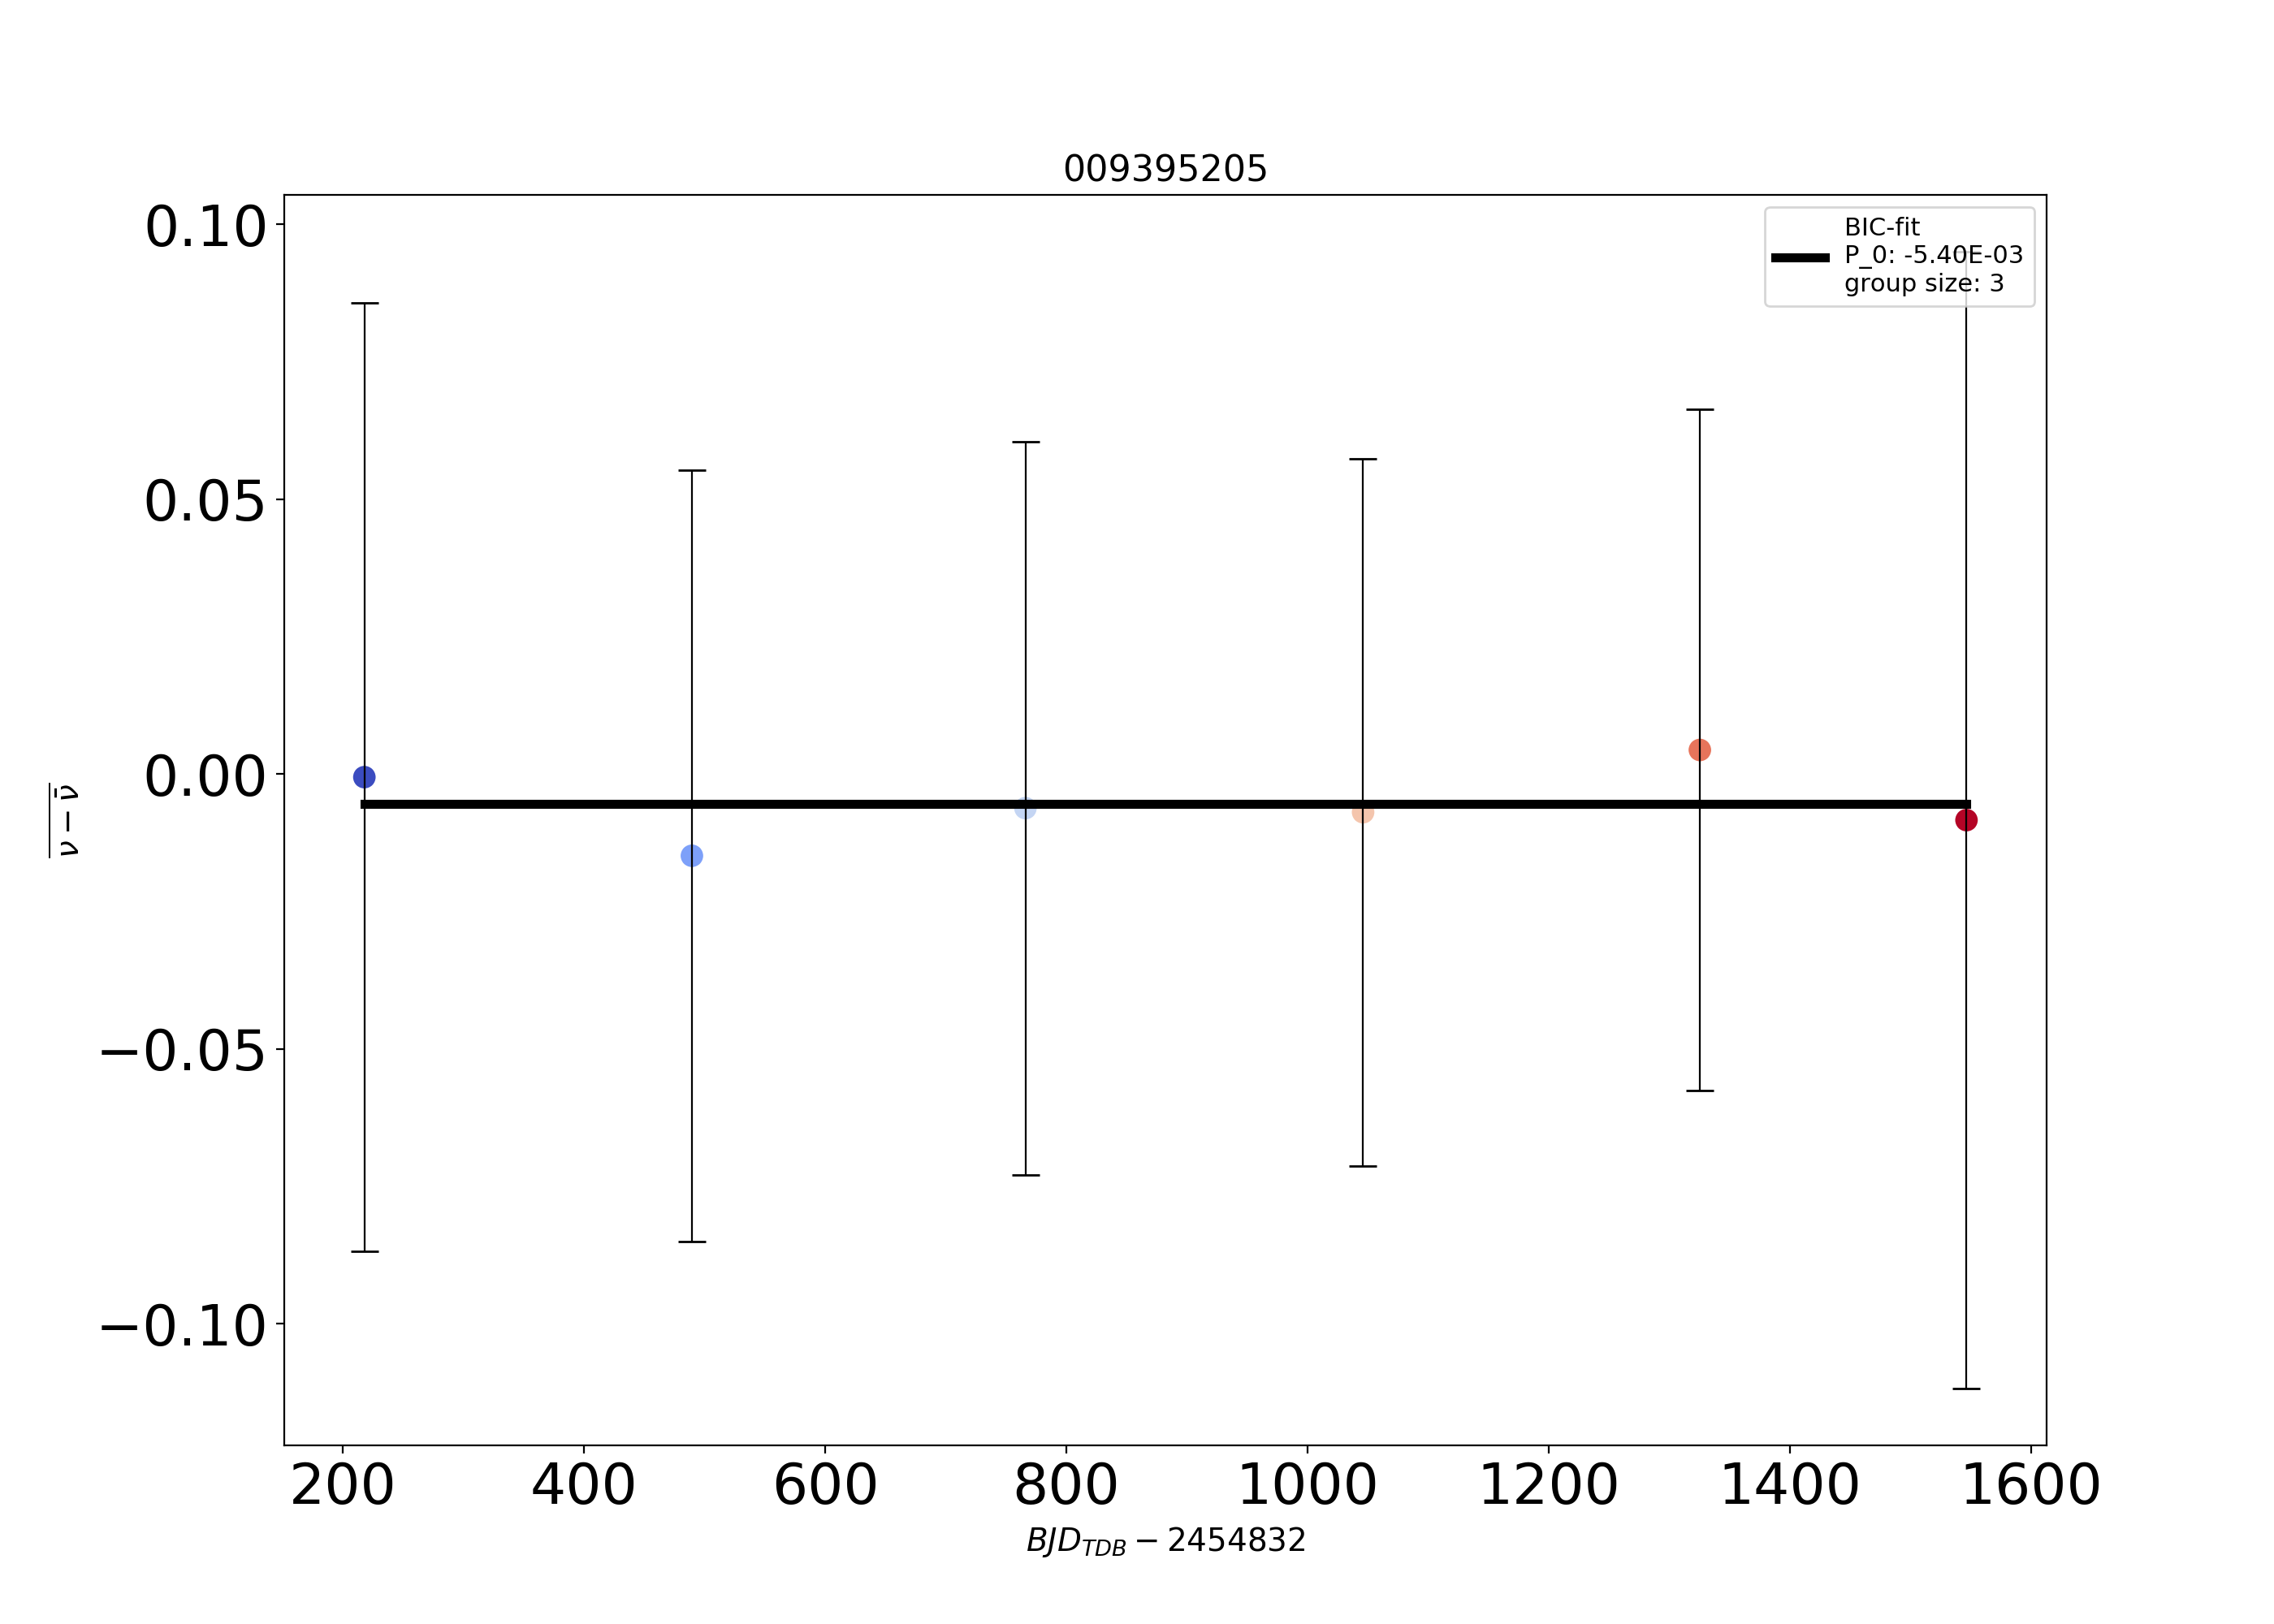 009395205
BIC-fit
P_0: -5.40E-03
group size: 3
0.10
0.05
0.00
−0.05
−0.10
ν − ν̄
200 400 600 800 1000 1200 1400 1600
BJD_TDB − 2454832